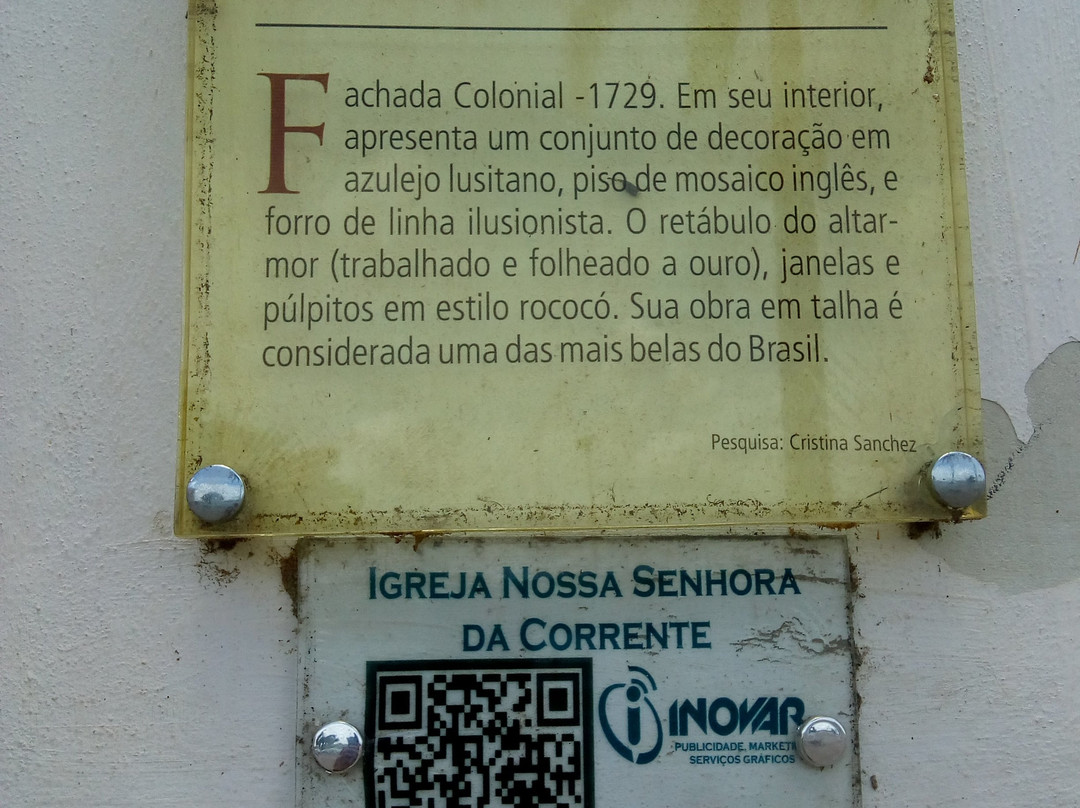 Fachada Colonial -1729. Em seu interior,
apresenta um conjunto de decoração em
azulejo lusitano, piso de mosaico inglês, e
forro de linha ilusionista. O retábulo do altar-
mor (trabalhado e folheado a ouro), janelas e
púlpitos em estilo rococó. Sua obra em talha é
considerada uma das mais belas do Brasil.
Pesquisa: Cristina Sanchez
IGREJA NOSSA SENHORA
DA CORRENTE
INOVAR
PUBLICIDADE,
SERVIÇOS GRÁFICOS